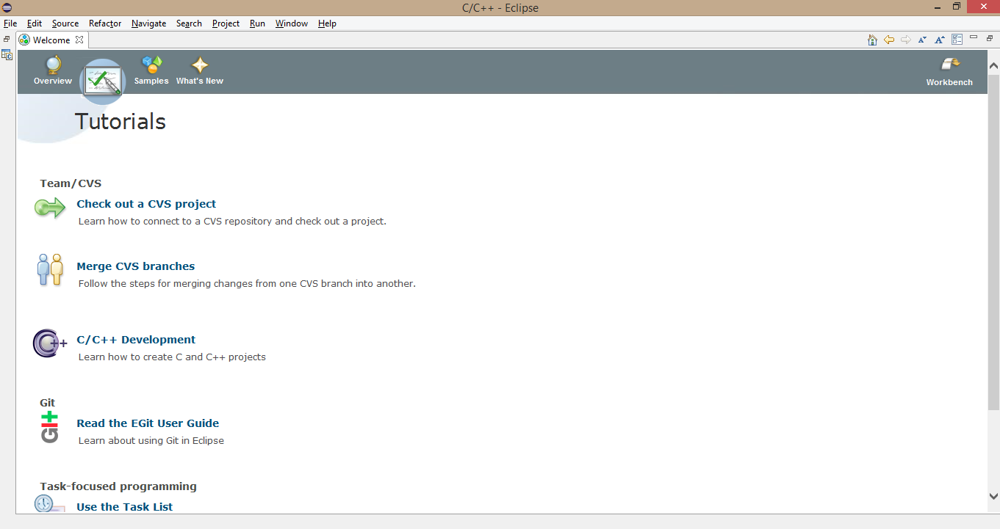 C/C++ - Eclipse
File Edit Source Refactor Navigate Search Project Run Window Help
Welcome
Overview Samples What's New Workbench
Tutorials
Team/CVS
Check out a CVS project
Learn how to connect to a CVS repository and check out a project.
Merge CVS branches
Follow the steps for merging changes from one CVS branch into another.
C/C++ Development
Learn how to create C and C++ projects
Git
Read the EGit User Guide
Learn about using Git in Eclipse
Task-focused programming
Use the Task List